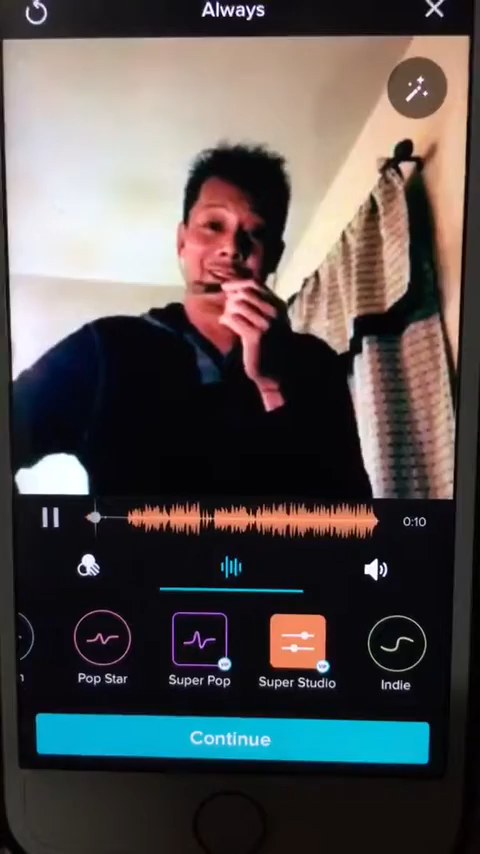 Always
0:10
Pop Star
Super Pop
Super Studio
Indie
Continue